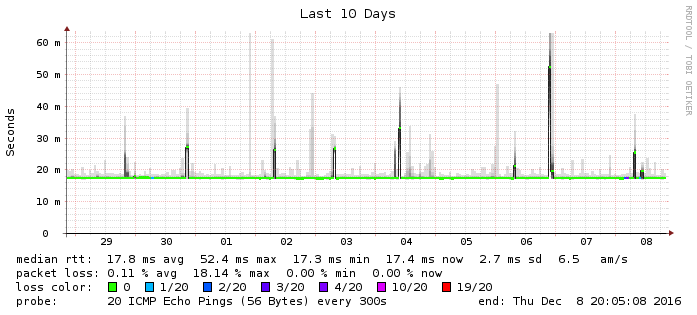 Last 10 Days
RRDTOOL / TOBI OETIKER
Seconds
60 m
50 m
40 m
30 m
20 m
10 m
0
29 30 01 02 03 04 05 06 07 08
median rtt: 17.8 ms avg 52.4 ms max 17.3 ms min 17.4 ms now 2.7 ms sd 6.5 am/s
packet loss: 0.11 % avg 18.14 % max 0.00 % min 0.00 % now
loss color: 0 1/20 2/20 3/20 4/20 10/20 19/20
probe: 20 ICMP Echo Pings (56 Bytes) every 300s end: Thu Dec 8 20:05:08 2016